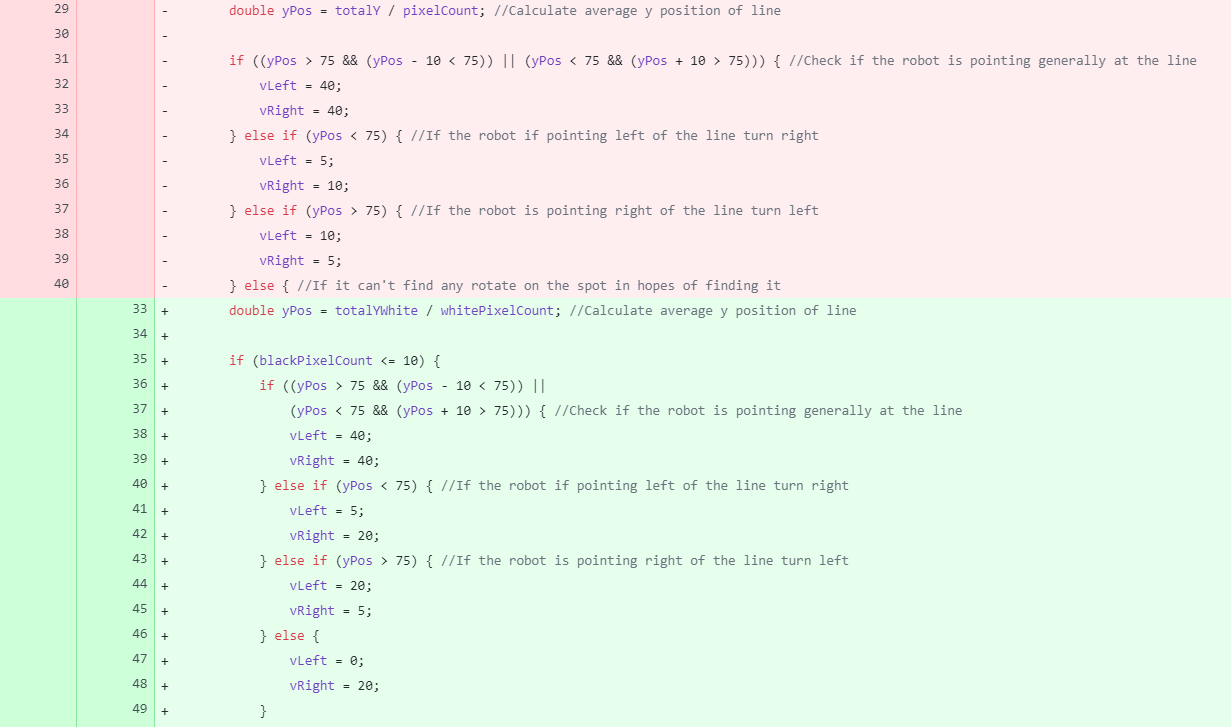 29 - double yPos = totalY / pixelCount; //Calculate average y position of line
30 -
31 - if ((yPos > 75 && (yPos - 10 < 75)) || (yPos < 75 && (yPos + 10 > 75))) { //Check if the robot is pointing generally at the line
32 - vLeft = 40;
33 - vRight = 40;
34 - } else if (yPos < 75) { //If the robot if pointing left of the line turn right
35 - vLeft = 5;
36 - vRight = 10;
37 - } else if (yPos > 75) { //If the robot is pointing right of the line turn left
38 - vLeft = 10;
39 - vRight = 5;
40 - } else { //If it can't find any rotate on the spot in hopes of finding it
33 + double yPos = totalYWhite / whitePixelCount; //Calculate average y position of line
34 +
35 + if (blackPixelCount <= 10) {
36 + if ((yPos > 75 && (yPos - 10 < 75)) ||
37 + (yPos < 75 && (yPos + 10 > 75))) { //Check if the robot is pointing generally at the line
38 + vLeft = 40;
39 + vRight = 40;
40 + } else if (yPos < 75) { //If the robot if pointing left of the line turn right
41 + vLeft = 5;
42 + vRight = 20;
43 + } else if (yPos > 75) { //If the robot is pointing right of the line turn left
44 + vLeft = 20;
45 + vRight = 5;
46 + } else {
47 + vLeft = 0;
48 + vRight = 20;
49 + }